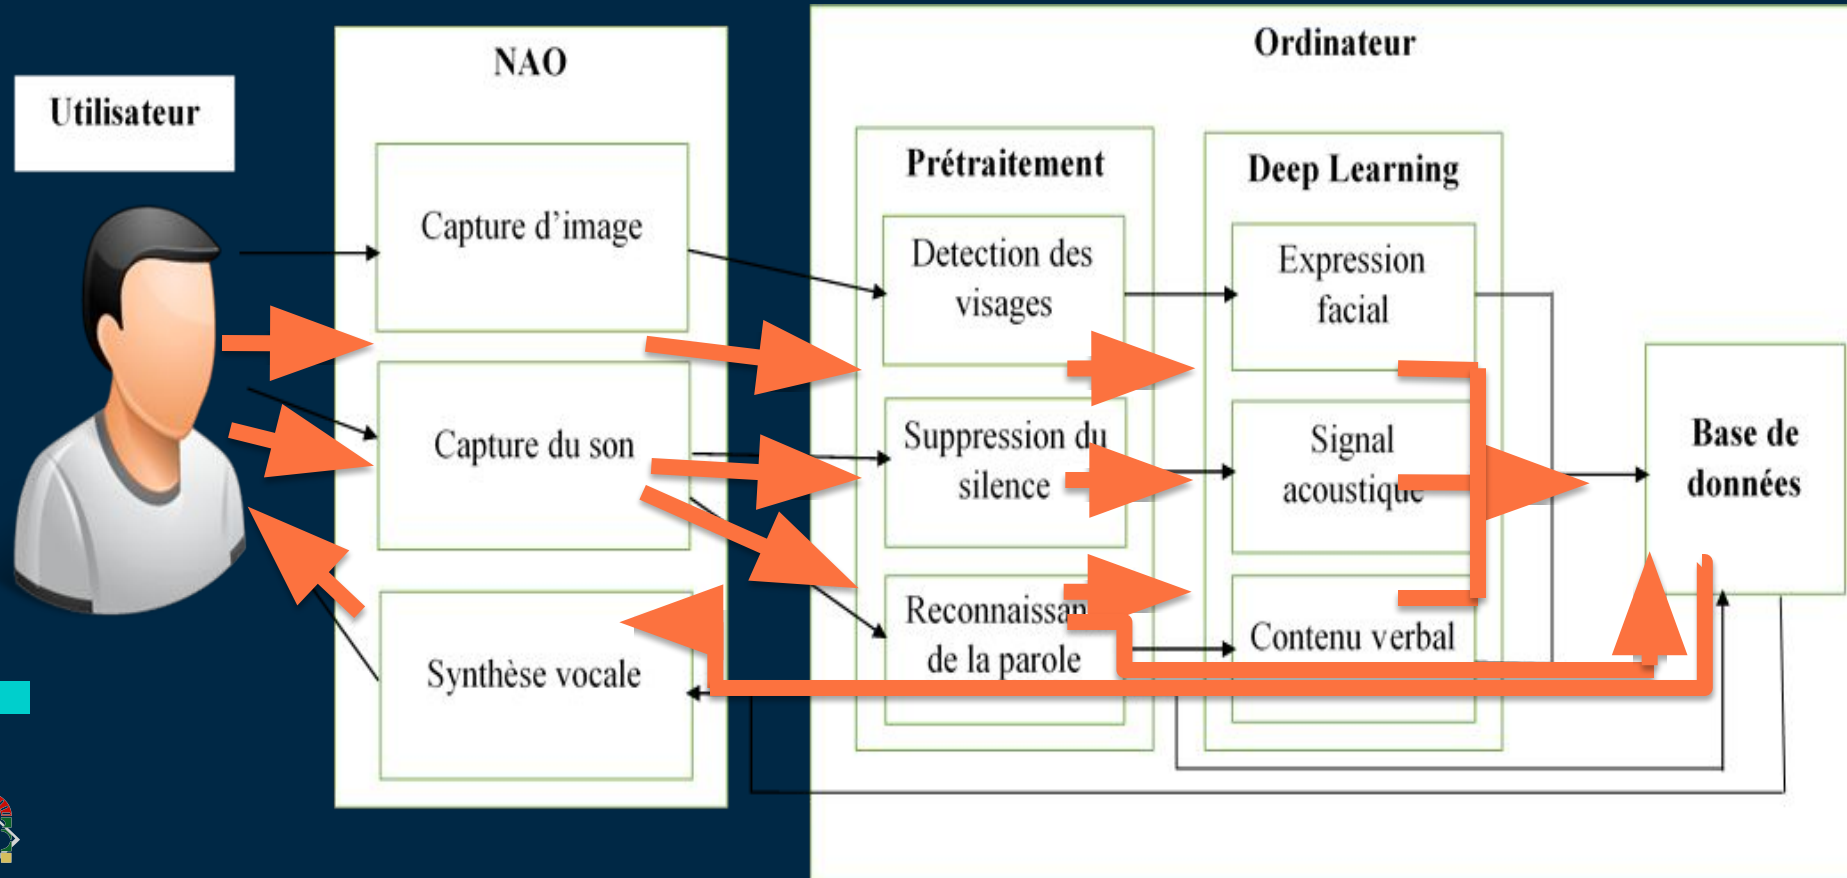 Utilisateur
NAO
Capture d'image
Capture du son
Synthèse vocale
Ordinateur
Prétraitement
Detection des
visages
Suppression du
silence
Reconnaissan
de la parole
Deep Learning
Expression
facial
Signal
acoustique
Contenu verbal
Base de
données